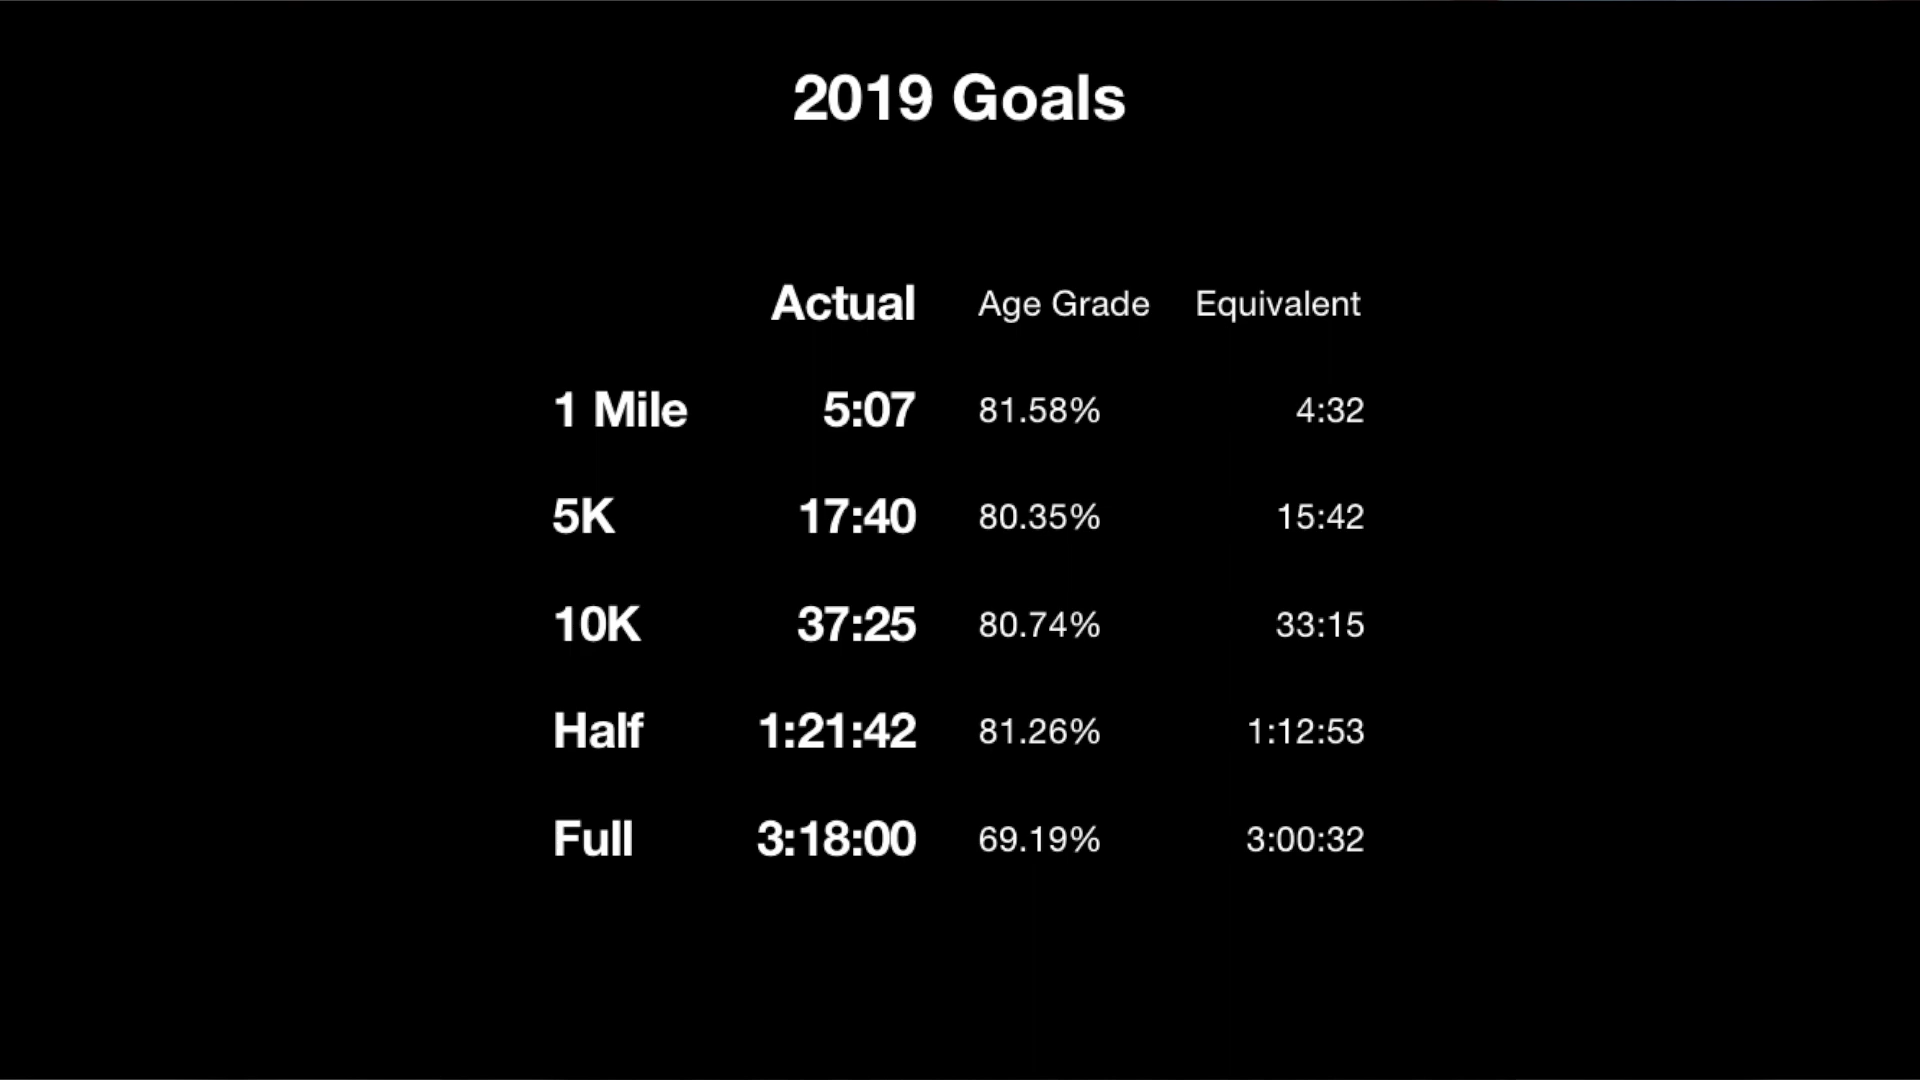 2019 Goals
Actual Age Grade Equivalent
1 Mile 5:07 81.58% 4:32
5K 17:40 80.35% 15:42
10K 37:25 80.74% 33:15
Half 1:21:42 81.26% 1:12:53
Full 3:18:00 69.19% 3:00:32